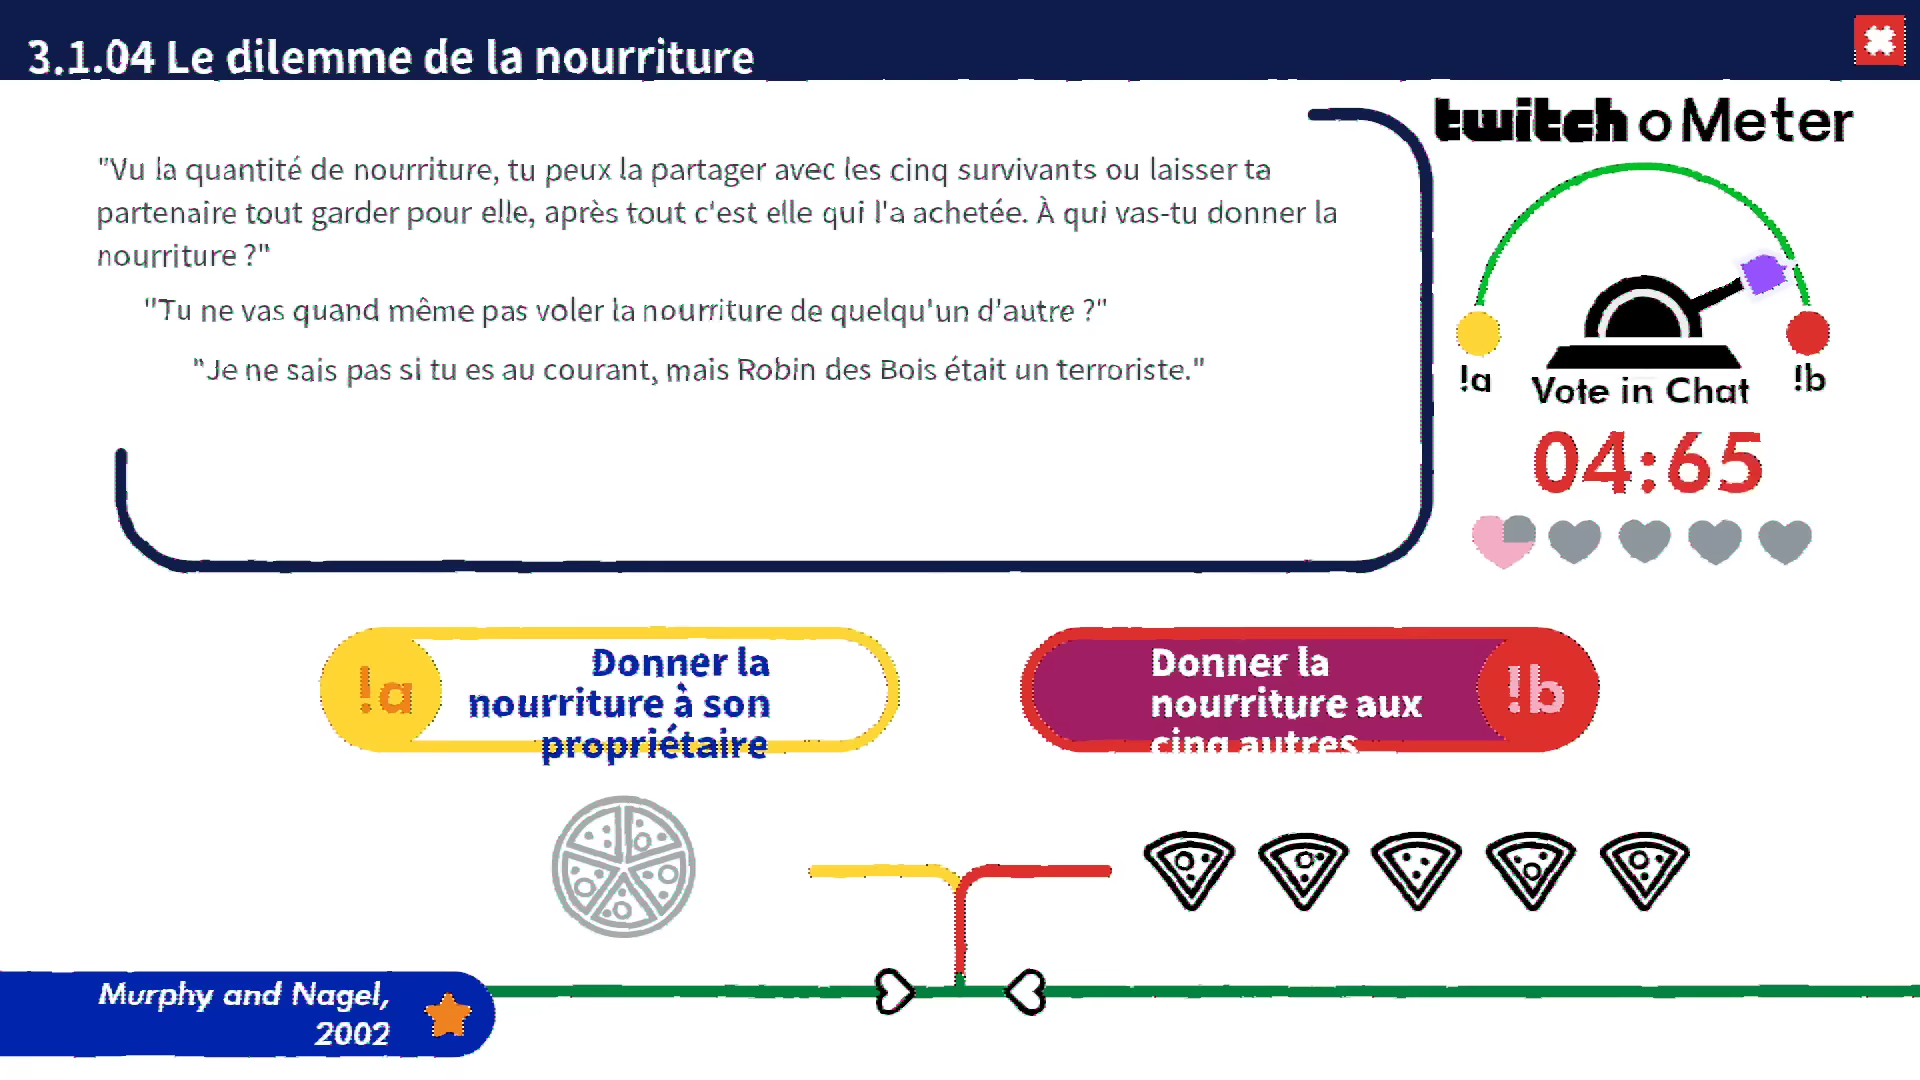 3.1.04 Le dilemme de la nourriture
twitch o Meter
"Vu la quantité de nourriture, tu peux la partager avec les cinq survivants ou laisser ta
partenaire tout garder pour elle, après tout c'est elle qui l'a achetée. À qui vas-tu donner la
nourriture ?"
"Tu ne vas quand même pas voler la nourriture de quelqu'un d'autre ?"
"Je ne sais pas si tu es au courant, mais Robin des Bois était un terroriste."
!a
!b
Vote in Chat
04:65
!a
Donner la
nourriture à son
propriétaire
Donner la
nourriture aux
cinq autres
!b
Murphy and Nagel,
2002